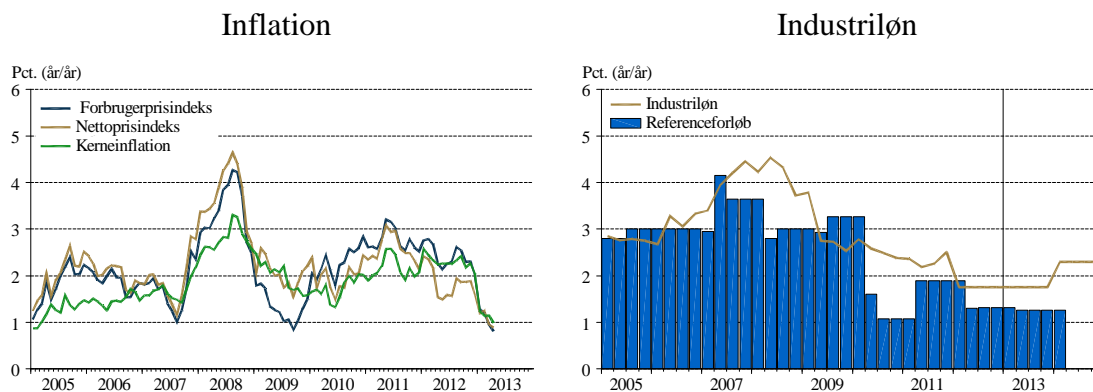 Inflation
Pct. (år/år)
6
5
4
3
2
1
0
Forbrugerprisindeks
Nettoprisindeks
Kerneinflation
2005 2006 2007 2008 2009 2010 2011 2012 2013
Industriløn
Pct. (år/år)
6
5
4
3
2
1
0
Industriløn
Referenceforløb
2005 2007 2009 2011 2013